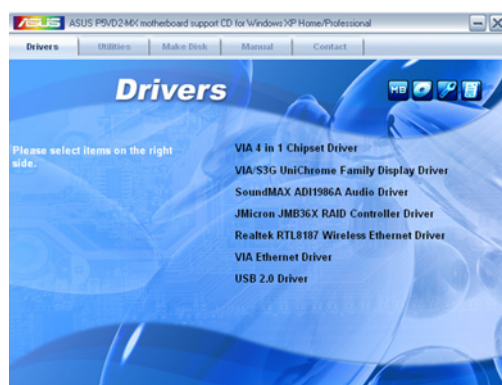 ASUS ASUS P5VD2-MX motherboard support CD for Windows XP Home/Professional
Drivers Utilities Make Disk Manual Contact
Drivers
MB
Please select items on the right
side.
VIA 4 in 1 Chipset Driver
VIA/S3G UniChrome Family Display Driver
SoundMAX ADI1986A Audio Driver
JMicron JMB36X RAID Controller Driver
Realtek RTL8187 Wireless Ethernet Driver
VIA Ethernet Driver
USB 2.0 Driver